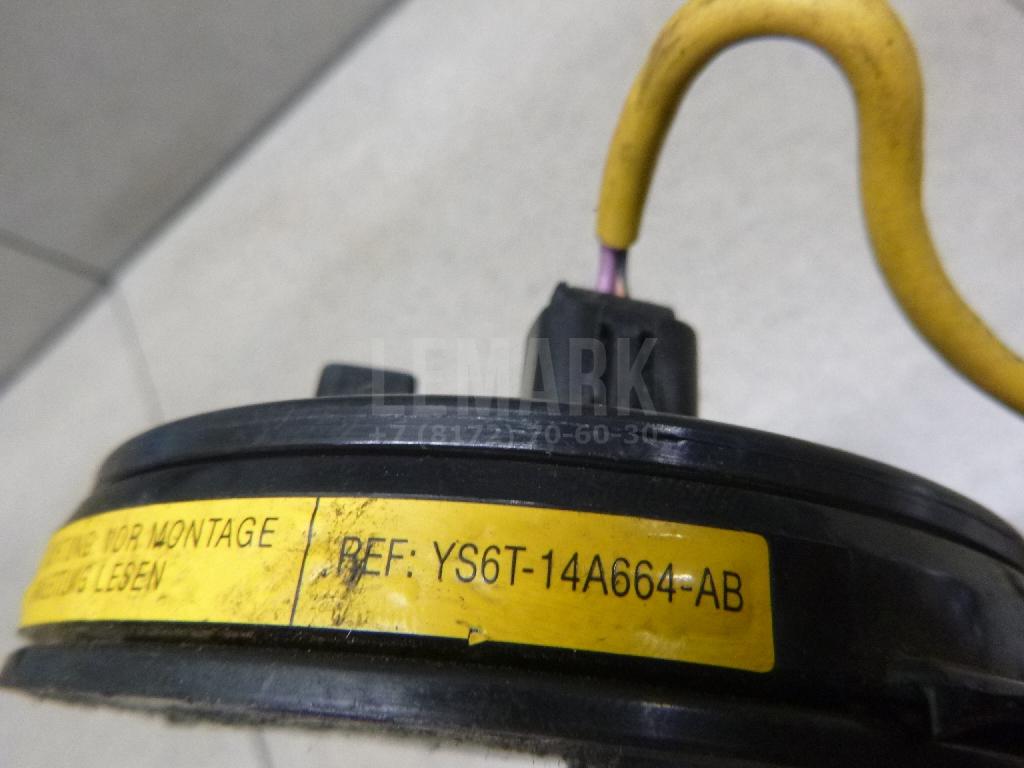 LEMARK
+7 (8172) 70-60-30
VOR MONTAGE
LESEN
REF: YS6T-14A664-AB